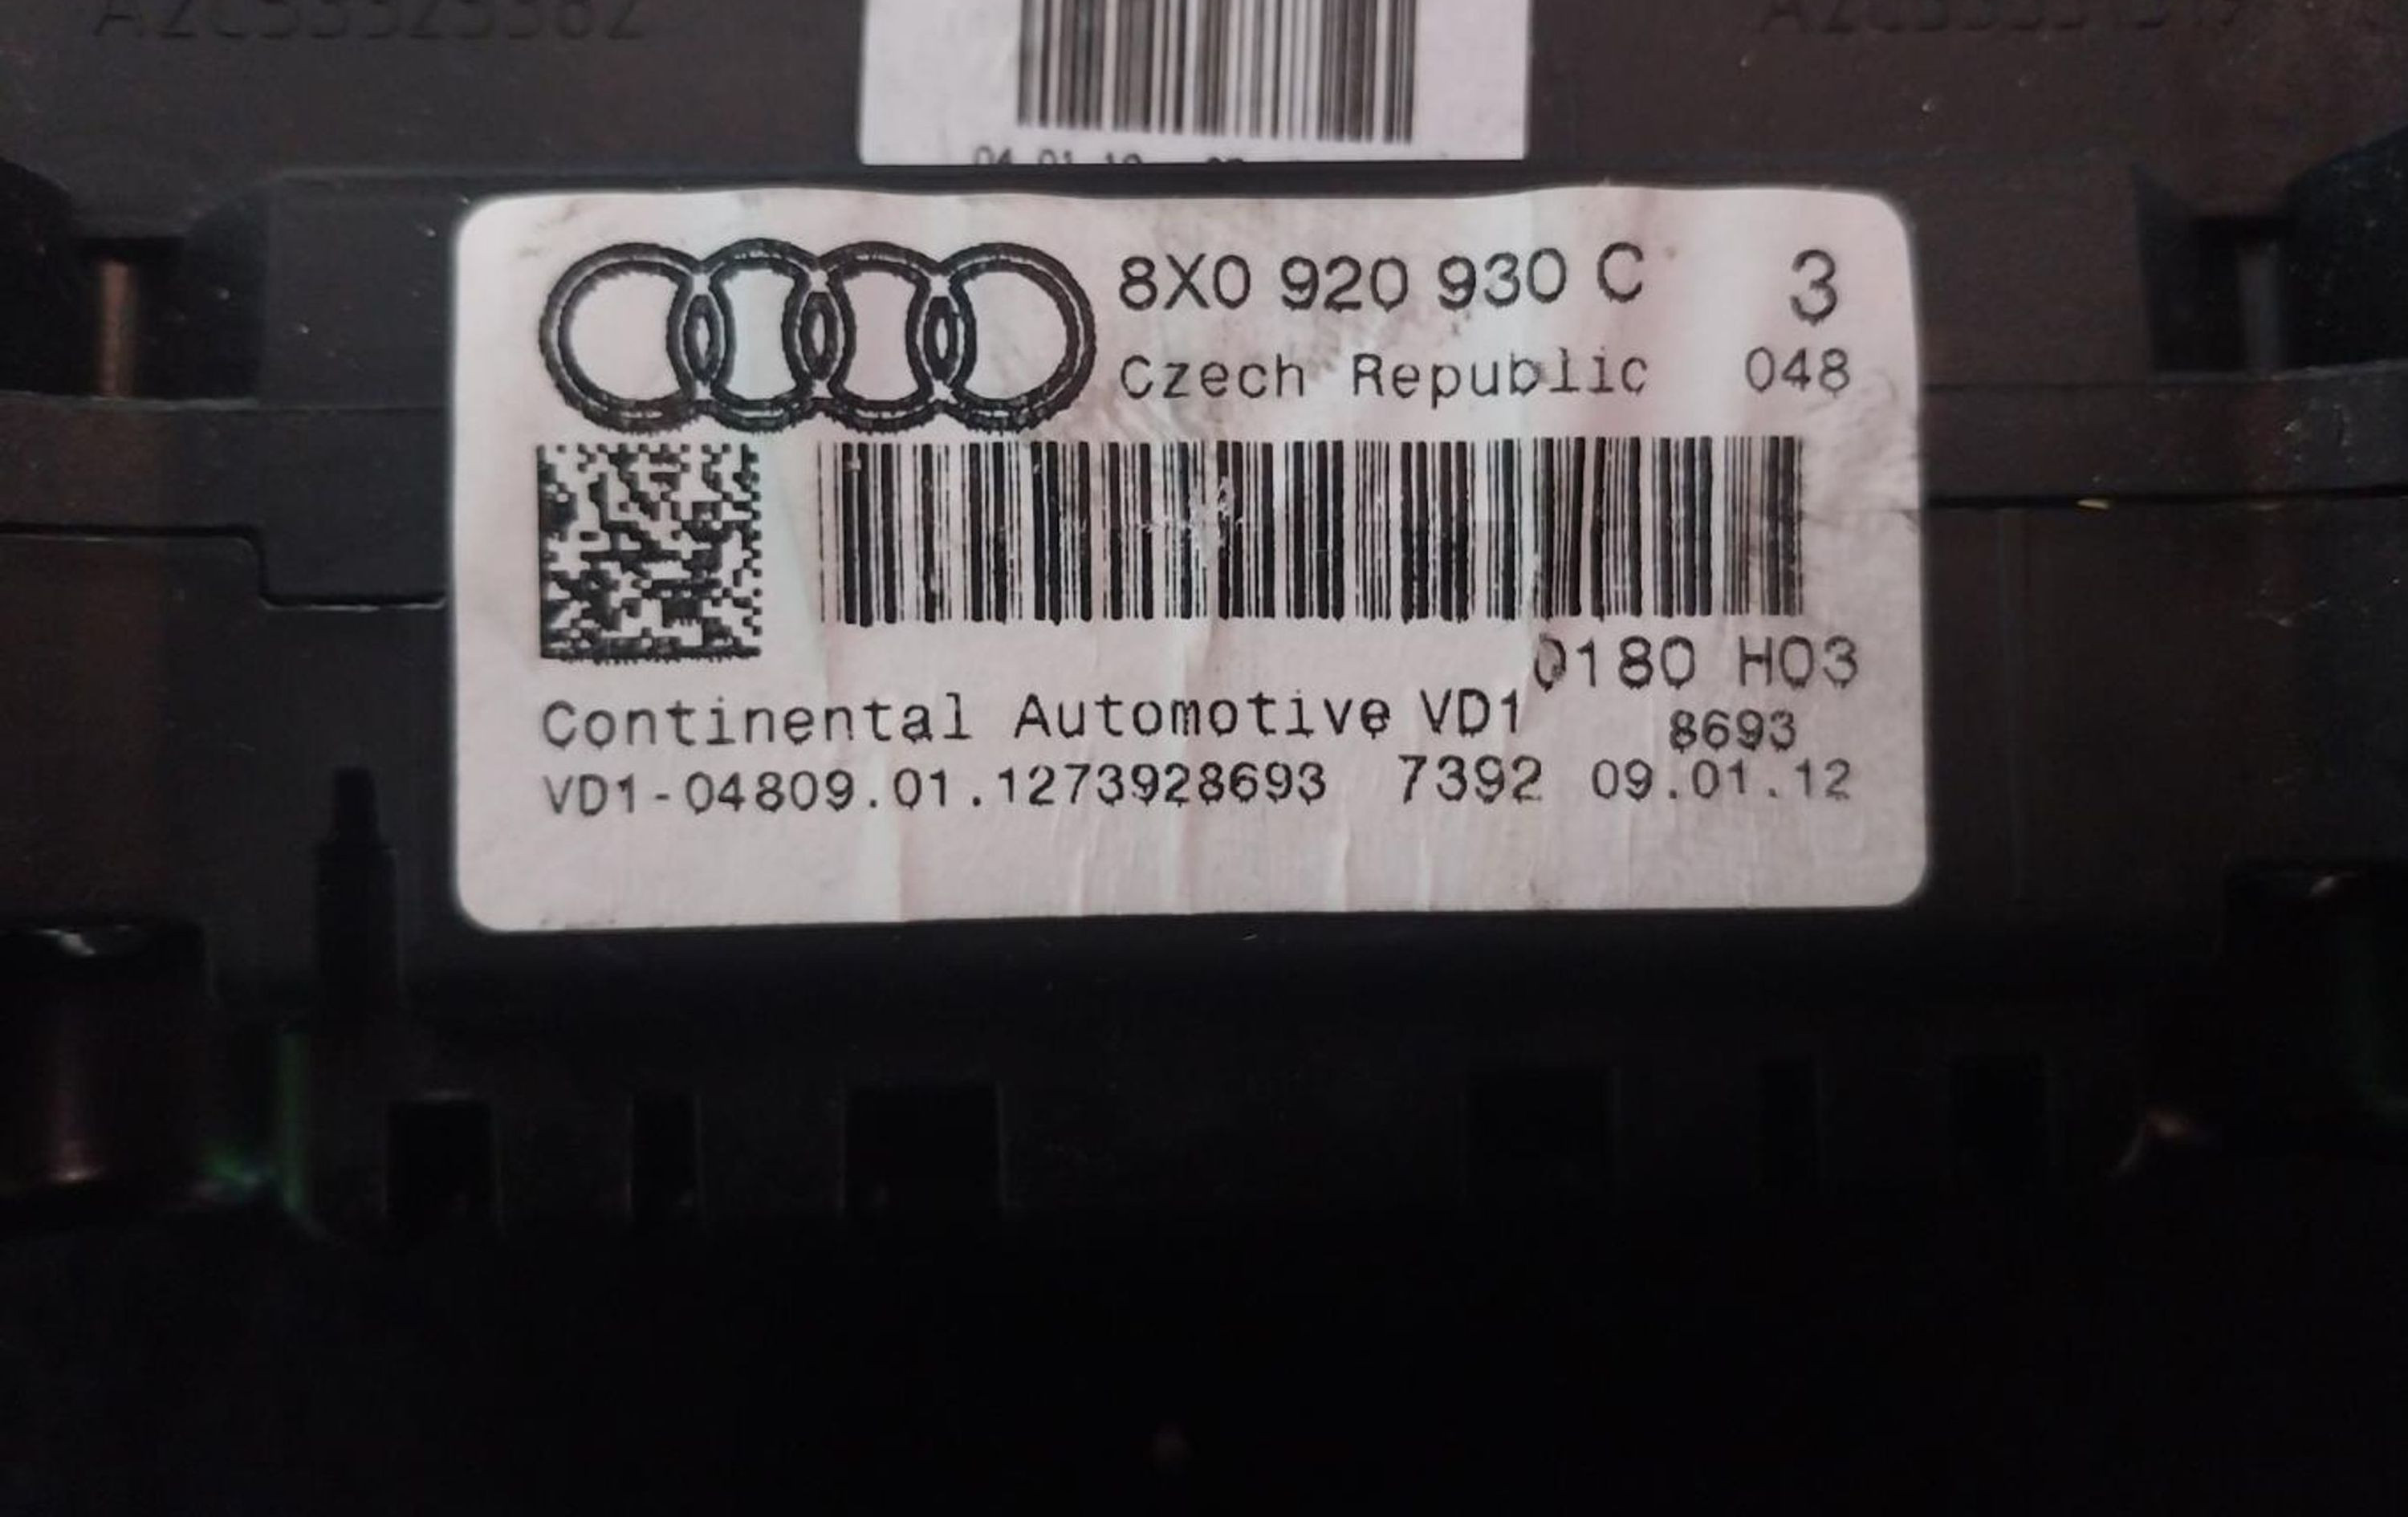 8X0 920 930 C 3
Czech Republic 048
0180 H03
Continental Automotive VD1
8693
VD1-04809.01.1273928693 7392 09.01.12